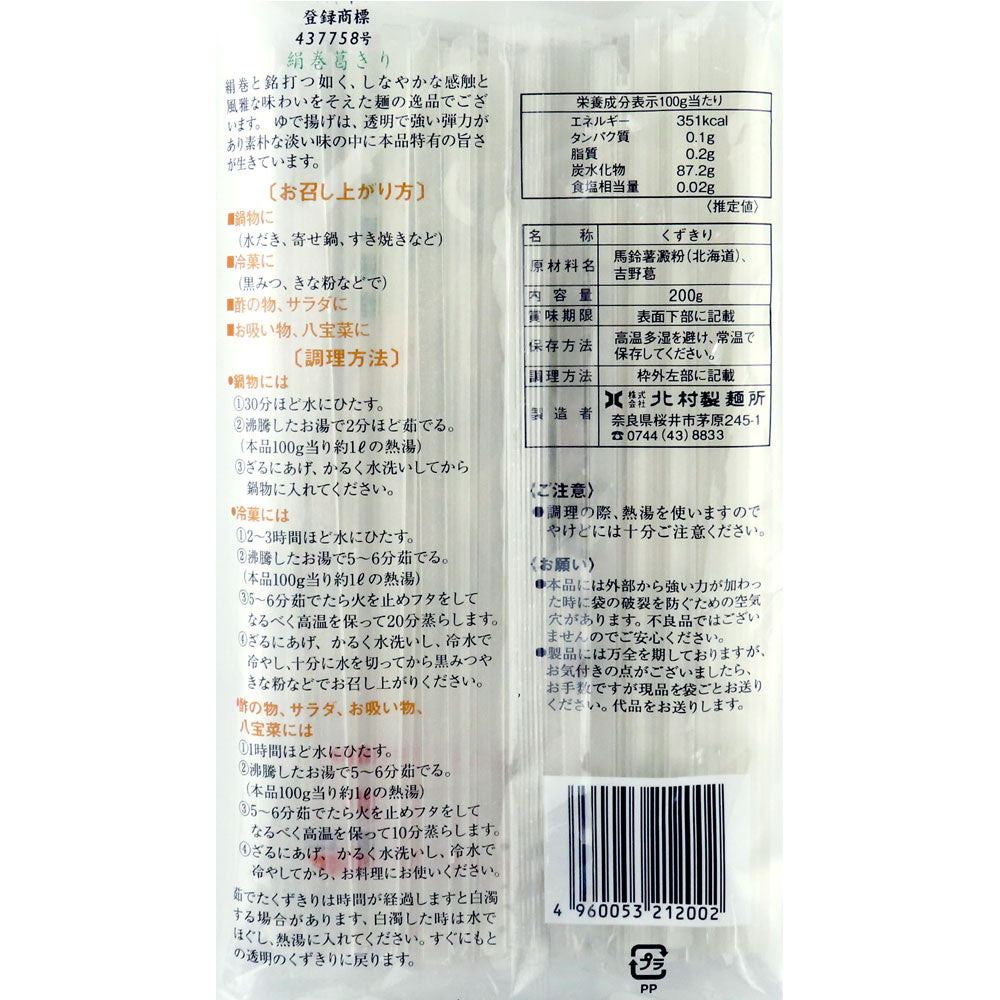 登録商標
437758号
絹巻葛きり
絹巻と銘打つ如く、しなやかな感触と
風雅な味わいをそえた麺の逸品でござ
います。ゆで揚げは、透明で強い弾力が
あり素朴な淡い味の中に本品特有の旨さ
が生きています。
〔お召し上がり方〕
■鍋物に
(水だき、寄せ鍋、すき焼きなど)
■冷菓に
(黒みつ、きな粉などで)
■酢の物、サラダに
■お吸い物、八宝菜に
〔調理方法〕
●鍋物には
①30分ほど水にひたす。
②沸騰したお湯で2分ほど茹でる。
(本品100g当り約1ℓの熱湯)
③ざるにあげ、かるく水洗いしてから
鍋物に入れてください。
●冷菓には
①2〜3時間ほど水にひたす。
②沸騰したお湯で5〜6分茹でる。
(本品100g当り約1ℓの熱湯)
③5〜6分茹でたら火を止めフタをして
なるべく高温を保って20分蒸らします。
④ざるにあげ、かるく水洗いし、冷水で
冷やし、十分に水を切ってから黒みつや
きな粉などでお召し上がりください。
●酢の物、サラダ、お吸い物、
八宝菜には
①1時間ほど水にひたす。
②沸騰したお湯で5〜6分茹でる。
(本品100g当り約1ℓの熱湯)
③5〜6分茹でたら火を止めフタをして
なるべく高温を保って10分蒸らします。
④ざるにあげ、かるく水洗いし、冷水で
冷やしてから、お料理にお使いください。
茹でたくずきりは時間が経過しますと白濁
する場合があります、白濁した時は水で
ほぐし、熱湯に入れてください。すぐにもと
の透明のくずきりに戻ります。
栄養成分表示100g当たり
エネルギー 351kcal
タンパク質 0.1g
脂質 0.2g
炭水化物 87.2g
食塩相当量 0.02g
〈推定値〉
名称 くずきり
原材料名 馬鈴薯澱粉(北海道)、
吉野葛
内容量 200g
賞味期限 表面下部に記載
保存方法 高温多湿を避け、常温で
保存してください。
調理方法 枠外左部に記載
製造者 株式会社 北村製麺所
奈良県桜井市茅原245-1
☎0744(43)8833
〈ご注意〉
●調理の際、熱湯を使いますので
やけどには十分ご注意ください。
〈お願い〉
●本品には外部から強い力が加わっ
た時に袋の破裂を防ぐための空気
穴があります。不良品ではござい
ませんのでご安心ください。
●製品には万全を期しておりますが、
お気付きの点がございましたら、
お手数ですが現品を袋ごとお送り
ください。代品をお送りします。
4 960053 212002
プラ
PP